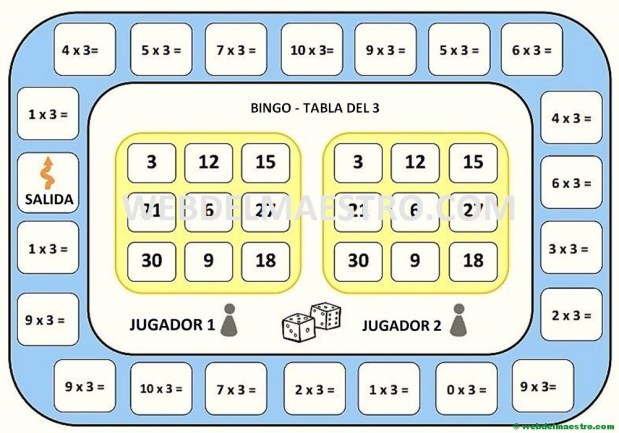 4 x 3= 5 x 3= 7 x 3= 10 x 3= 9 x 3= 5 x 3= 6 x 3=
1 x 3 =
SALIDA
1 x 3 =
9 x 3 =
BINGO - TABLA DEL 3
3 12 15
21 6 27
30 9 18
JUGADOR 1
3 12 15
21 6 27
30 9 18
JUGADOR 2
WEBDELMAESTRO.COM
4 x 3 =
6 x 3=
3 x 3 =
2 x 3 =
9 x 3 = 10 x 3= 7 x 3 = 2 x 3 = 1 x 3 = 0 x 3 = 9 x 3=
© webdelmaestro.com